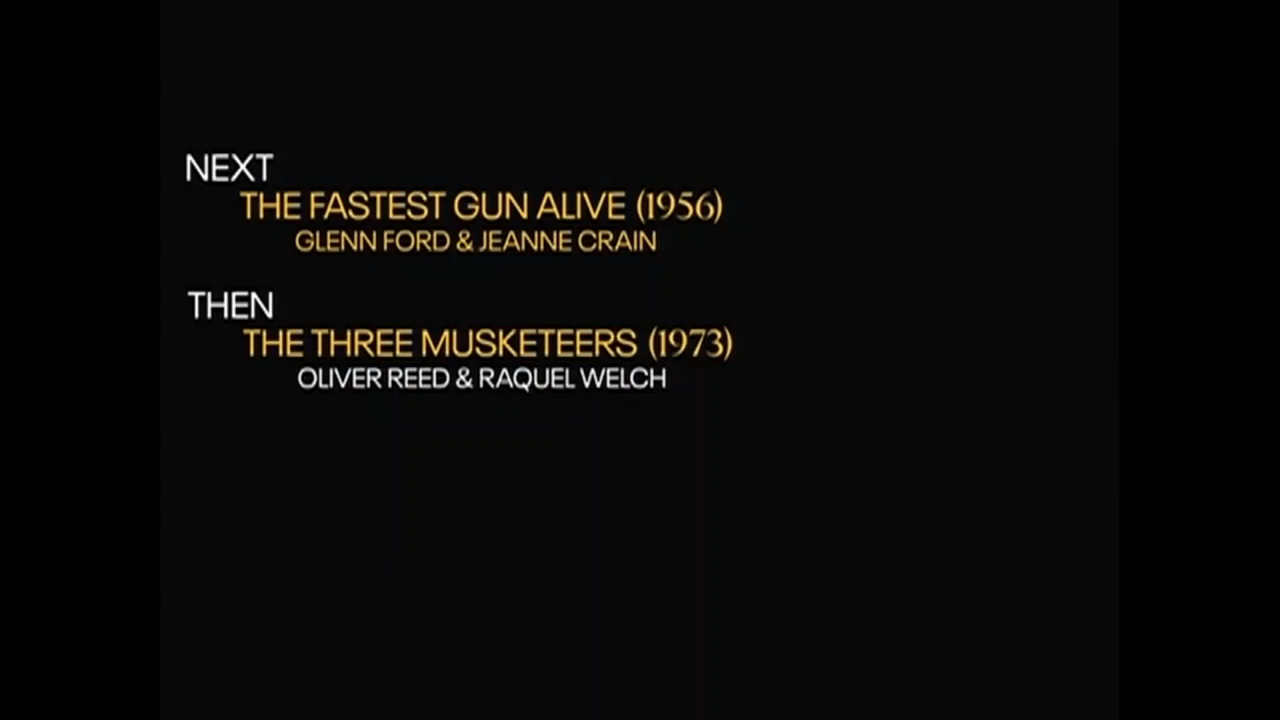 NEXT
THE FASTEST GUN ALIVE (1956)
GLENN FORD & JEANNE CRAIN
THEN
THE THREE MUSKETEERS (1973)
OLIVER REED & RAQUEL WELCH